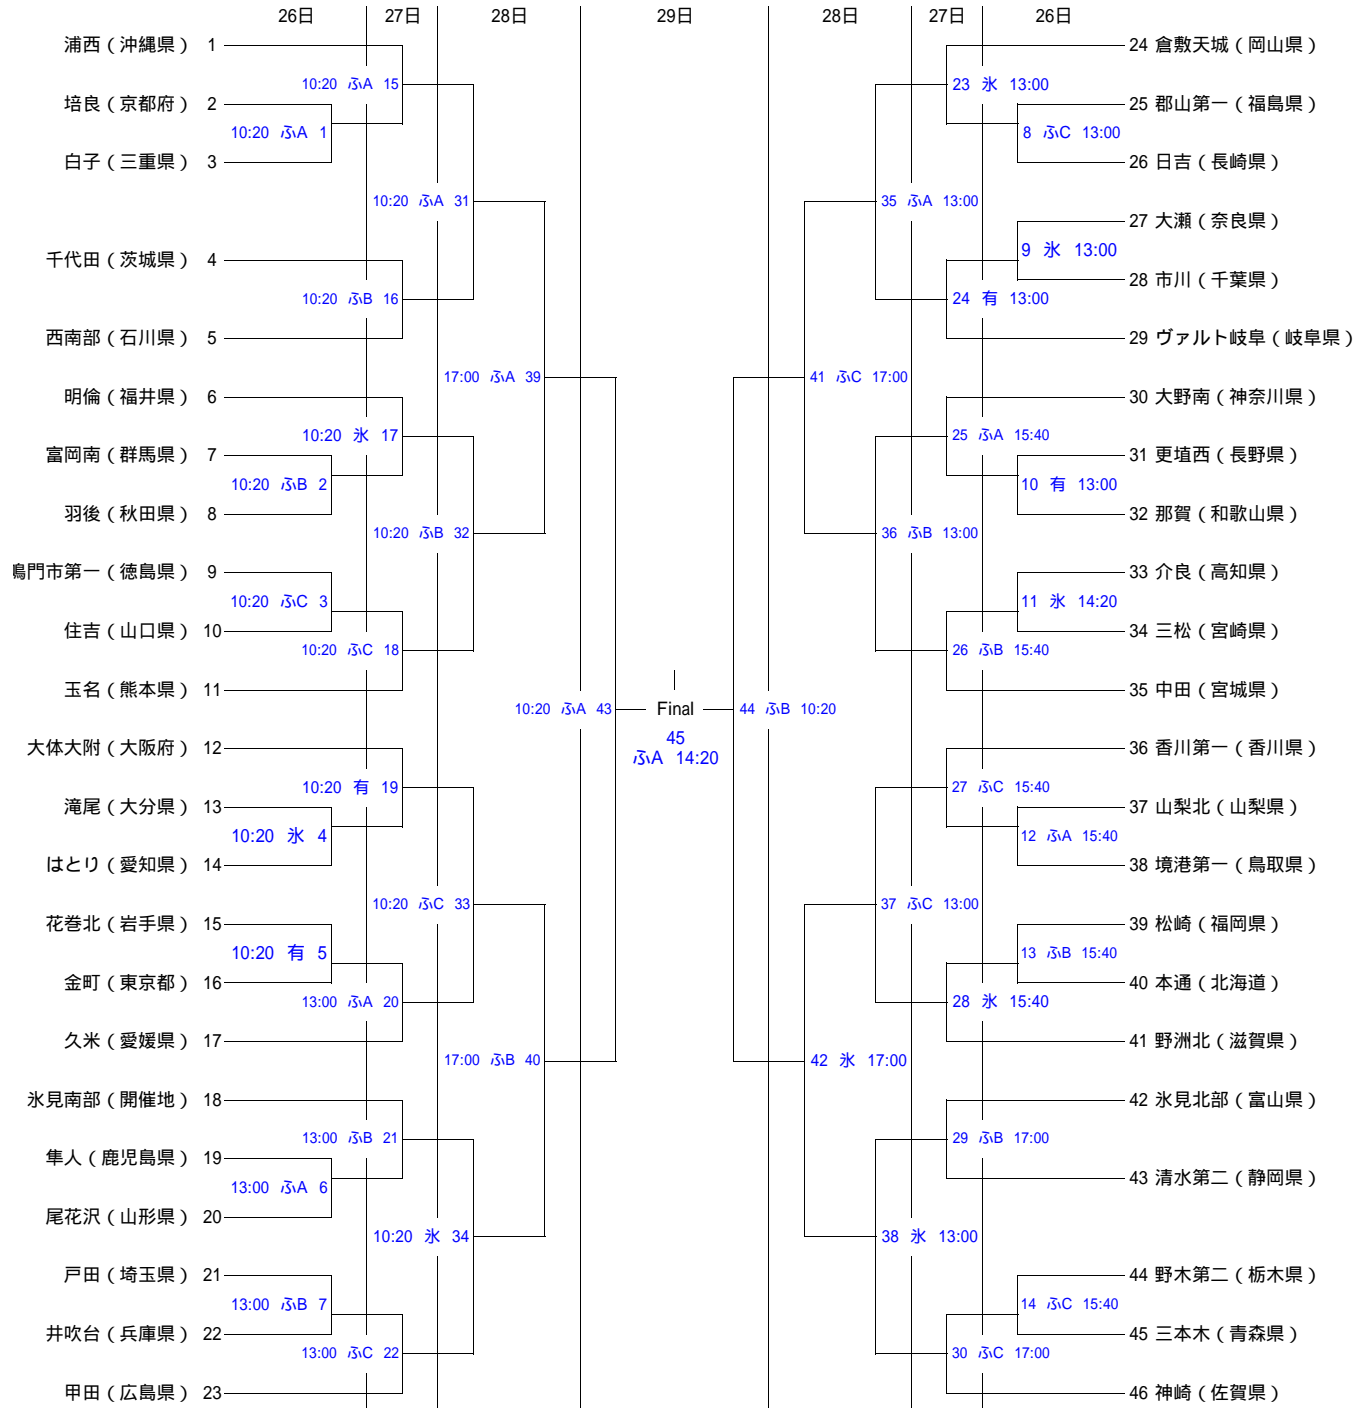 26日 27日 28日 29日 28日 27日 26日
浦西（沖縄県） 1
10:20 ふA 15
培良（京都府） 2
10:20 ふA 1
白子（三重県） 3
10:20 ふA 31
千代田（茨城県） 4
10:20 ふB 16
西南部（石川県） 5
17:00 ふA 39
明倫（福井県） 6
10:20 氷 17
富岡南（群馬県） 7
10:20 ふB 2
羽後（秋田県） 8
10:20 ふB 32
鳴門市第一（徳島県） 9
10:20 ふC 3
住吉（山口県） 10
10:20 ふC 18
玉名（熊本県） 11
10:20 ふA 43
大体大附（大阪府） 12
10:20 有 19
滝尾（大分県） 13
10:20 氷 4
はとり（愛知県） 14
10:20 ふC 33
花巻北（岩手県） 15
10:20 有 5
金町（東京都） 16
13:00 ふA 20
久米（愛媛県） 17
17:00 ふB 40
氷見南部（開催地） 18
13:00 ふB 21
隼人（鹿児島県） 19
13:00 ふA 6
尾花沢（山形県） 20
10:20 氷 34
戸田（埼玉県） 21
13:00 ふB 7
井吹台（兵庫県） 22
13:00 ふC 22
甲田（広島県） 23
Final
45
ふA 14:20
24 倉敷天城（岡山県）
23 氷 13:00
25 郡山第一（福島県）
8 ふC 13:00
26 日吉（長崎県）
35 ふA 13:00
27 大瀬（奈良県）
9 氷 13:00
28 市川（千葉県）
24 有 13:00
29 ヴァルト岐阜（岐阜県）
41 ふC 17:00
30 大野南（神奈川県）
25 ふA 15:40
31 更埴西（長野県）
10 有 13:00
32 那賀（和歌山県）
36 ふB 13:00
33 介良（高知県）
11 氷 14:20
34 三松（宮崎県）
26 ふB 15:40
35 中田（宮城県）
44 ふB 10:20
36 香川第一（香川県）
27 ふC 15:40
37 山梨北（山梨県）
12 ふA 15:40
38 境港第一（鳥取県）
37 ふC 13:00
39 松崎（福岡県）
13 ふB 15:40
40 本通（北海道）
28 氷 15:40
41 野洲北（滋賀県）
42 氷 17:00
42 氷見北部（富山県）
29 ふB 17:00
43 清水第二（静岡県）
38 氷 13:00
44 野木第二（栃木県）
14 ふC 15:40
45 三本木（青森県）
30 ふC 17:00
46 神崎（佐賀県）